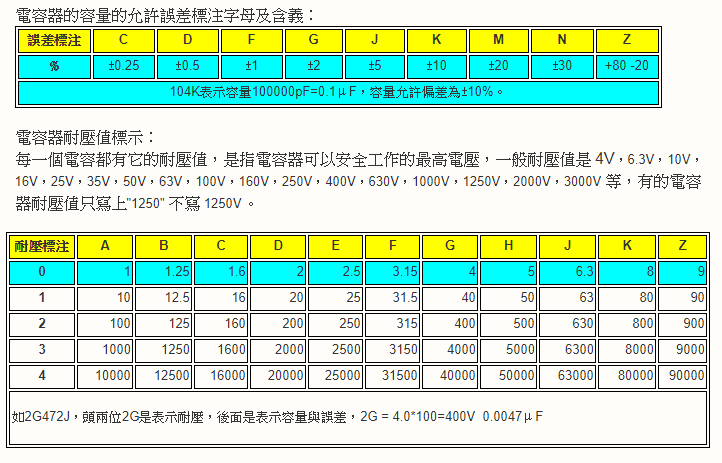 電容器的容量的允許誤差標注字母及含義：
誤差標注 C D F G J K M N Z
% ±0.25 ±0.5 ±1 ±2 ±5 ±10 ±20 ±30 +80 -20
104K表示容量100000pF=0.1μF，容量允許偏差為±10%。
電容器耐壓值標示：
每一個電容都有它的耐壓值，是指電容器可以安全工作的最高電壓，一般耐壓值是 4V，6.3V，10V，
16V，25V，35V，50V，63V，100V，160V，250V，400V，630V，1000V，1250V，2000V，3000V 等，有的電容
器耐壓值只寫上"1250" 不寫 1250V 。
耐壓標注 A B C D E F G H J K Z
0 1 1.25 1.6 2 2.5 3.15 4 5 6.3 8 9
1 10 12.5 16 20 25 31.5 40 50 63 80 90
2 100 125 160 200 250 315 400 500 630 800 900
3 1000 1250 1600 2000 2500 3150 4000 5000 6300 8000 9000
4 10000 12500 16000 20000 25000 31500 40000 50000 63000 80000 90000
如2G472J，頭兩位2G是表示耐壓，後面是表示容量與誤差，2G = 4.0*100=400V 0.0047μF